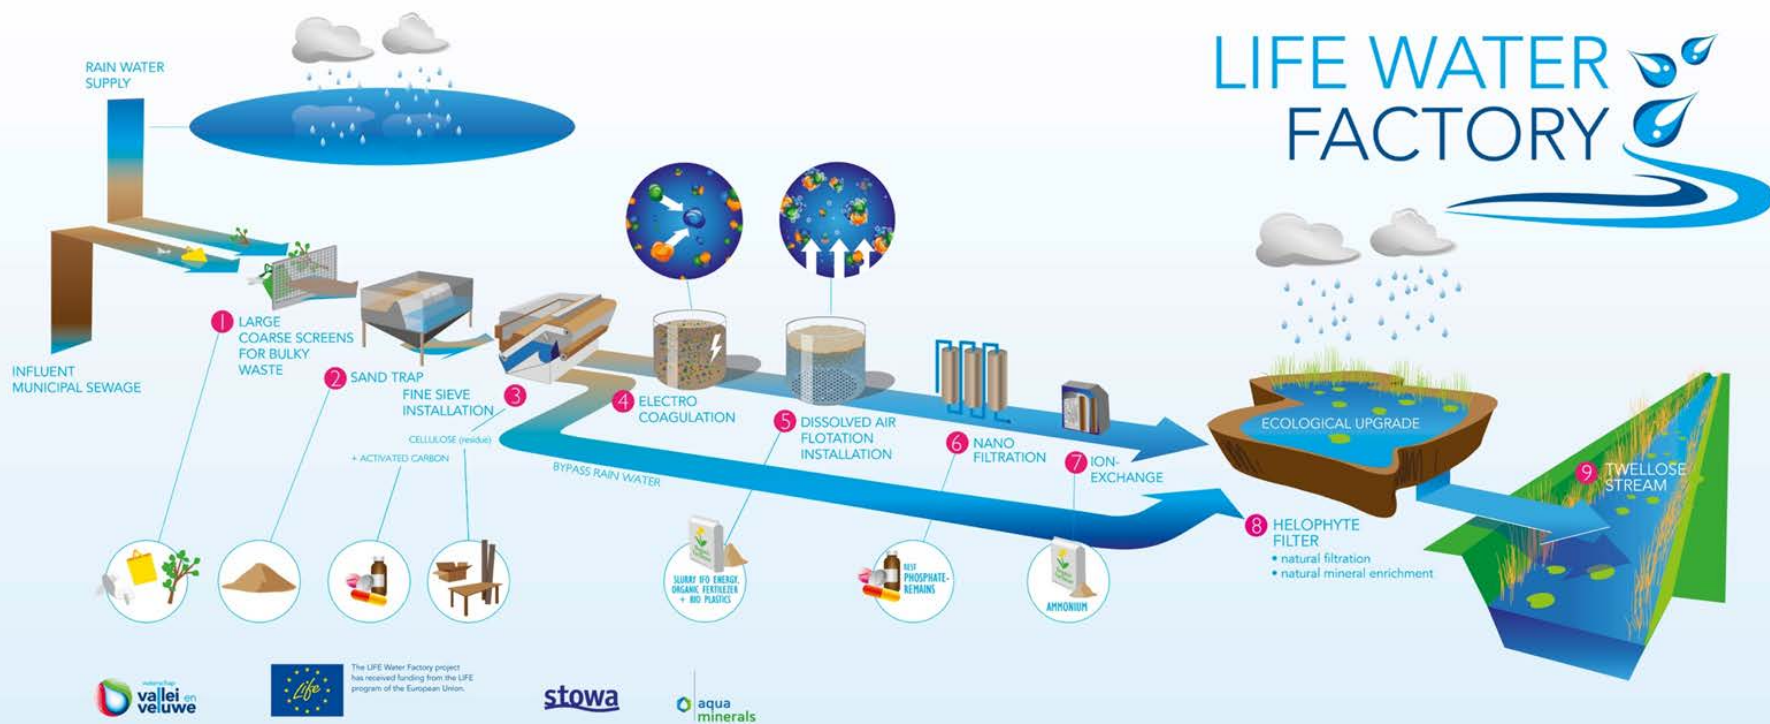 LIFE WATER
FACTORY
RAIN WATER
SUPPLY
INFLUENT
MUNICIPAL SEWAGE
1 LARGE
COARSE SCREENS
FOR BULKY
WASTE
2 SAND TRAP
FINE SIEVE
INSTALLATION 3
CELLULOSE (residue)
+ ACTIVATED CARBON
BYPASS RAIN WATER
4 ELECTRO
COAGULATION
5 DISSOLVED AIR
FLOTATION
INSTALLATION
6 NANO
FILTRATION
7 ION-
EXCHANGE
ECOLOGICAL UPGRADE
8 HELOPHYTE
FILTER
• natural filtration
• natural mineral enrichment
9 TWELLOSE
STREAM
SLURRY IFO ENERGY,
ORGANIC FERTILEZER
+ BIO PLASTICS
REST
PHOSPHATE-
REMAINS
AMMONIUM
waterschap
vallei en
veluwe
Life
The LIFE Water Factory project
has received funding from the LIFE
program of the European Union.
stowa
aqua
minerals